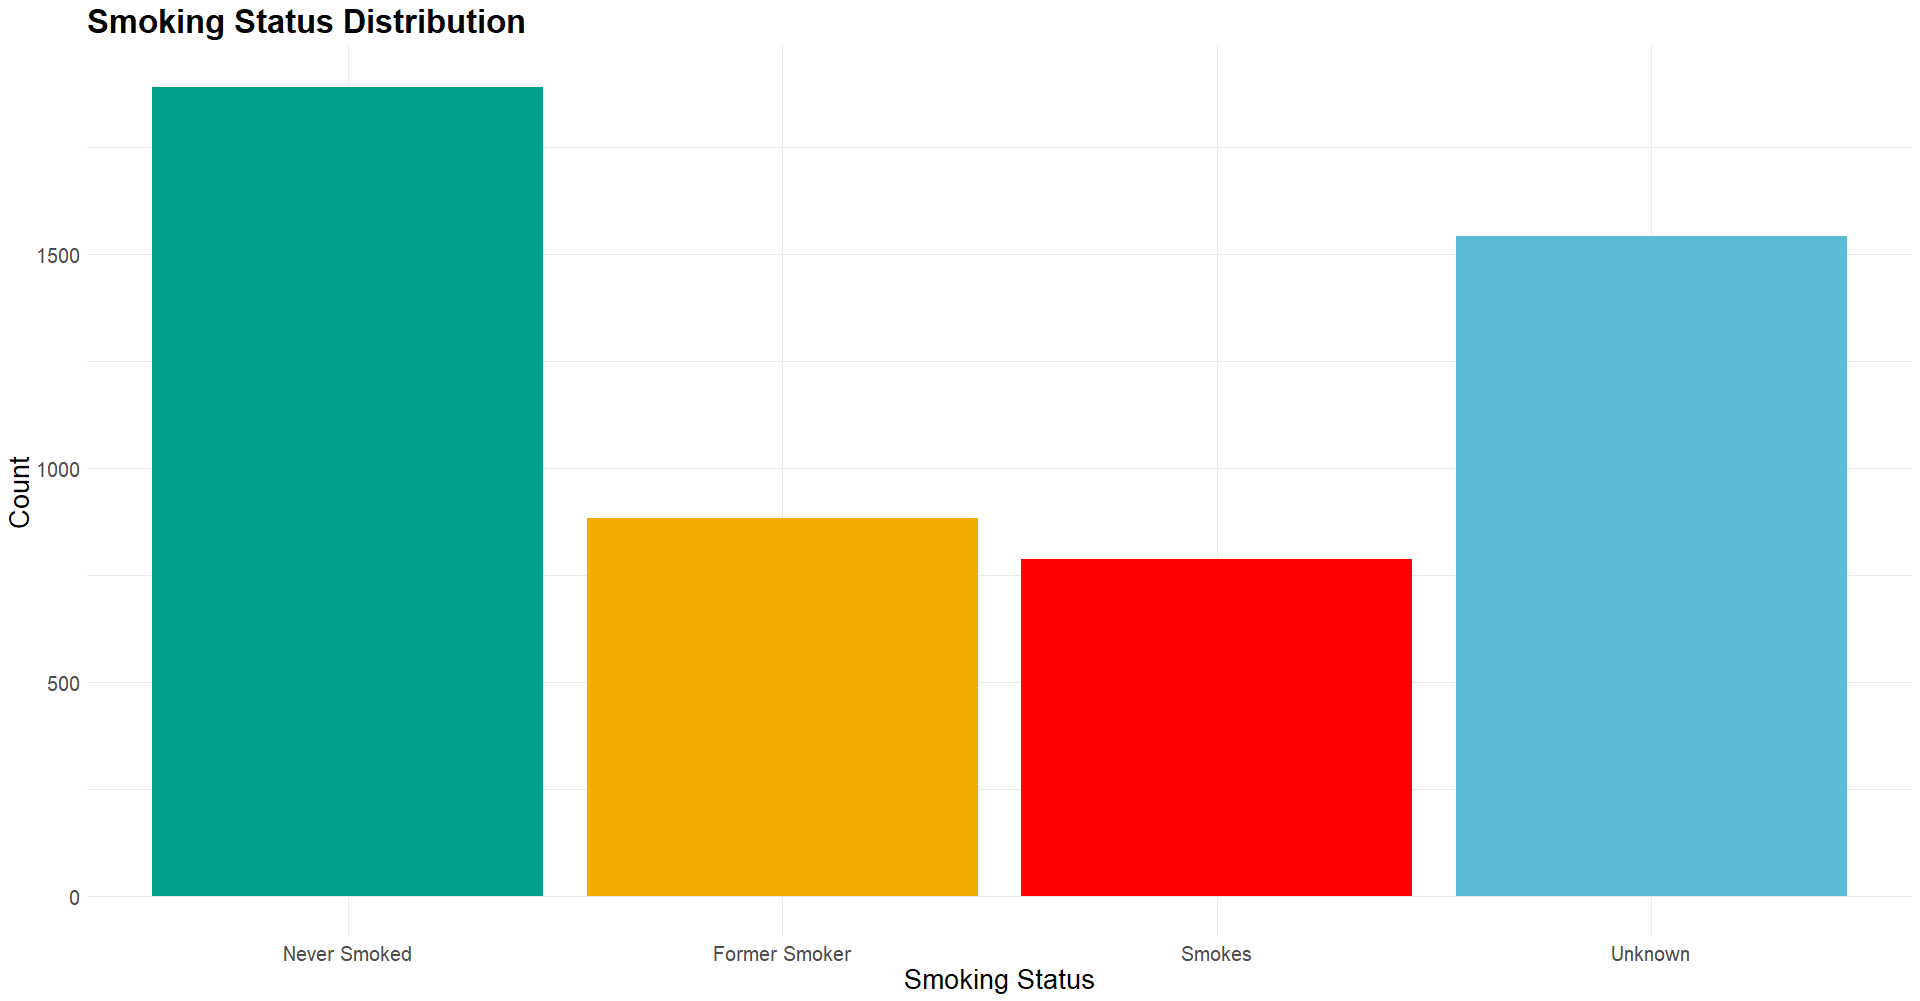 Smoking Status Distribution
Count
1500
1000
500
0
Never Smoked
Former Smoker
Smokes
Unknown
Smoking Status